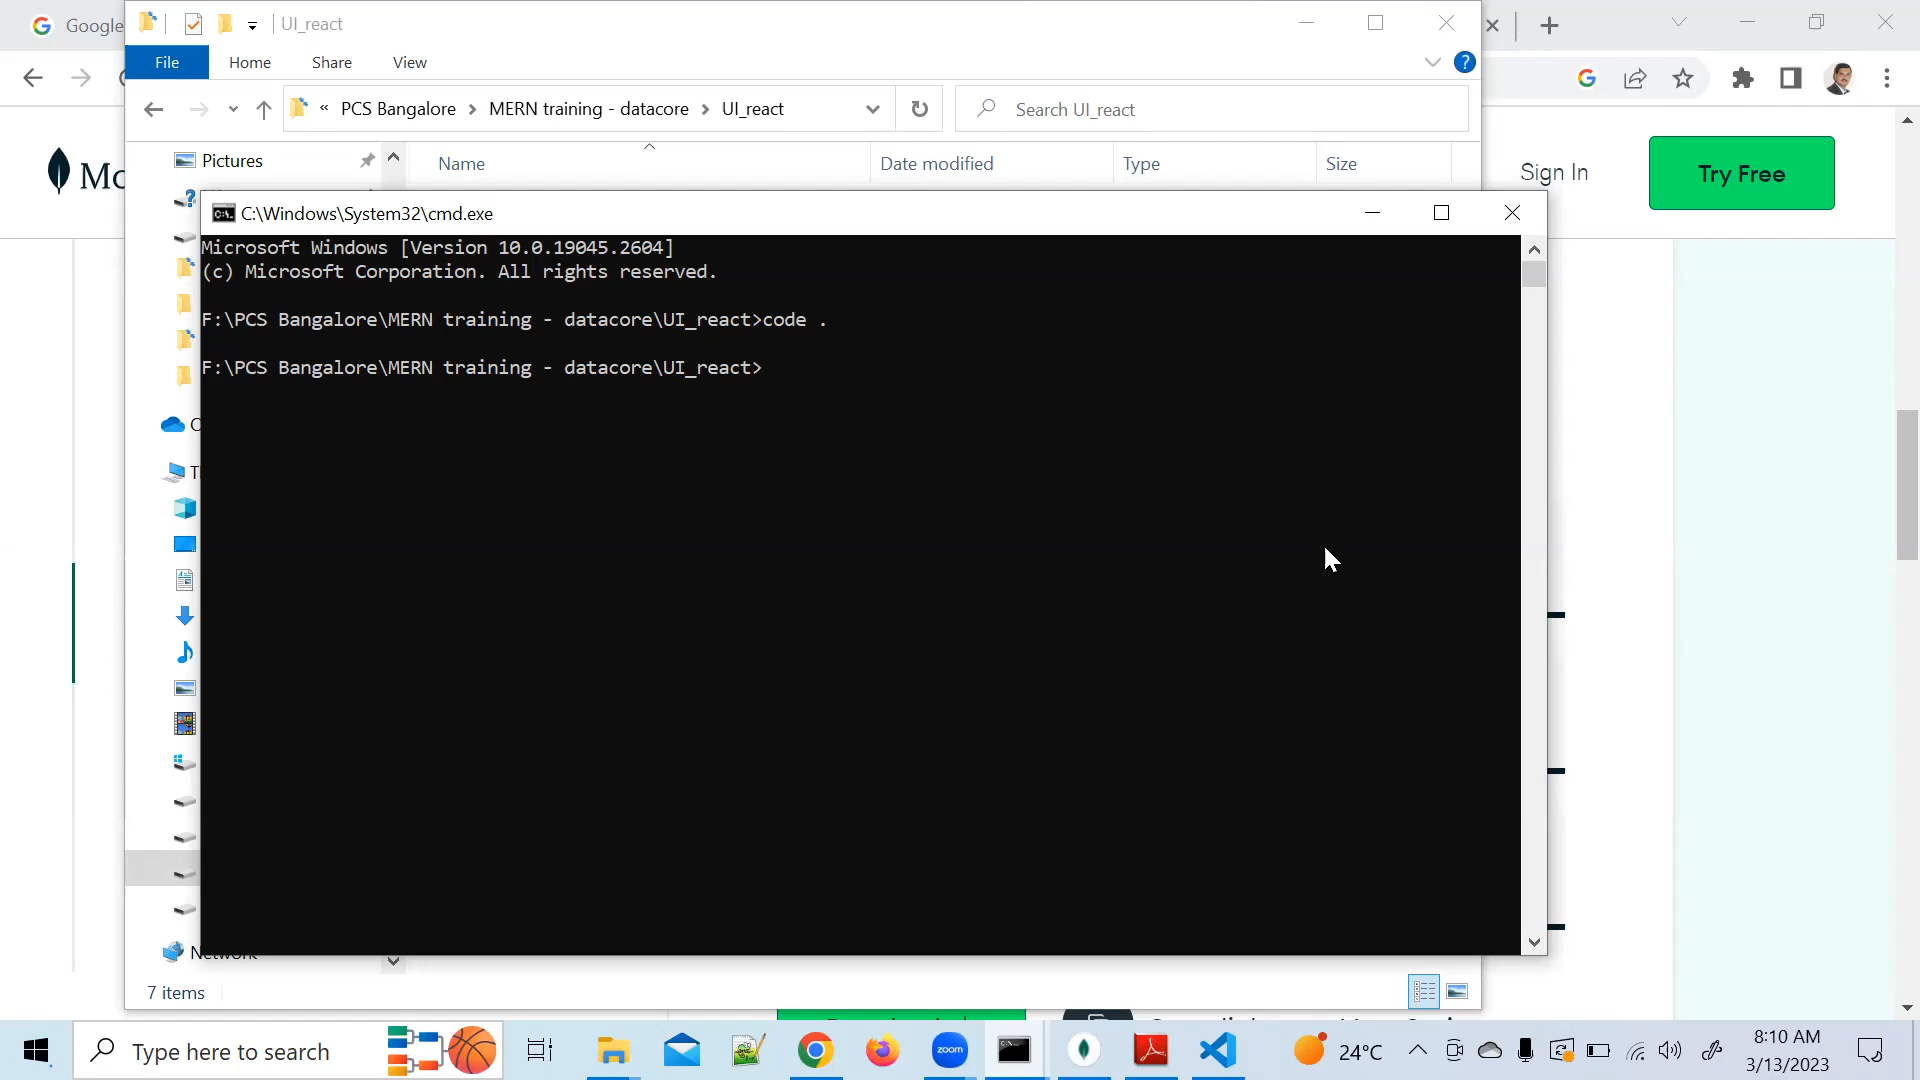 Google
UI_react
File
Home
Share
View
« PCS Bangalore > MERN training - datacore > UI_react
Search UI_react
Pictures
Name
Date modified
Type
Size
Sign In
Try Free
C:\Windows\System32\cmd.exe
Microsoft Windows [Version 10.0.19045.2604]
(c) Microsoft Corporation. All rights reserved.
F:\PCS Bangalore\MERN training - datacore\UI_react>code .
F:\PCS Bangalore\MERN training - datacore\UI_react>
Network
7 items
Type here to search
zoom
24°C
8:10 AM
3/13/2023